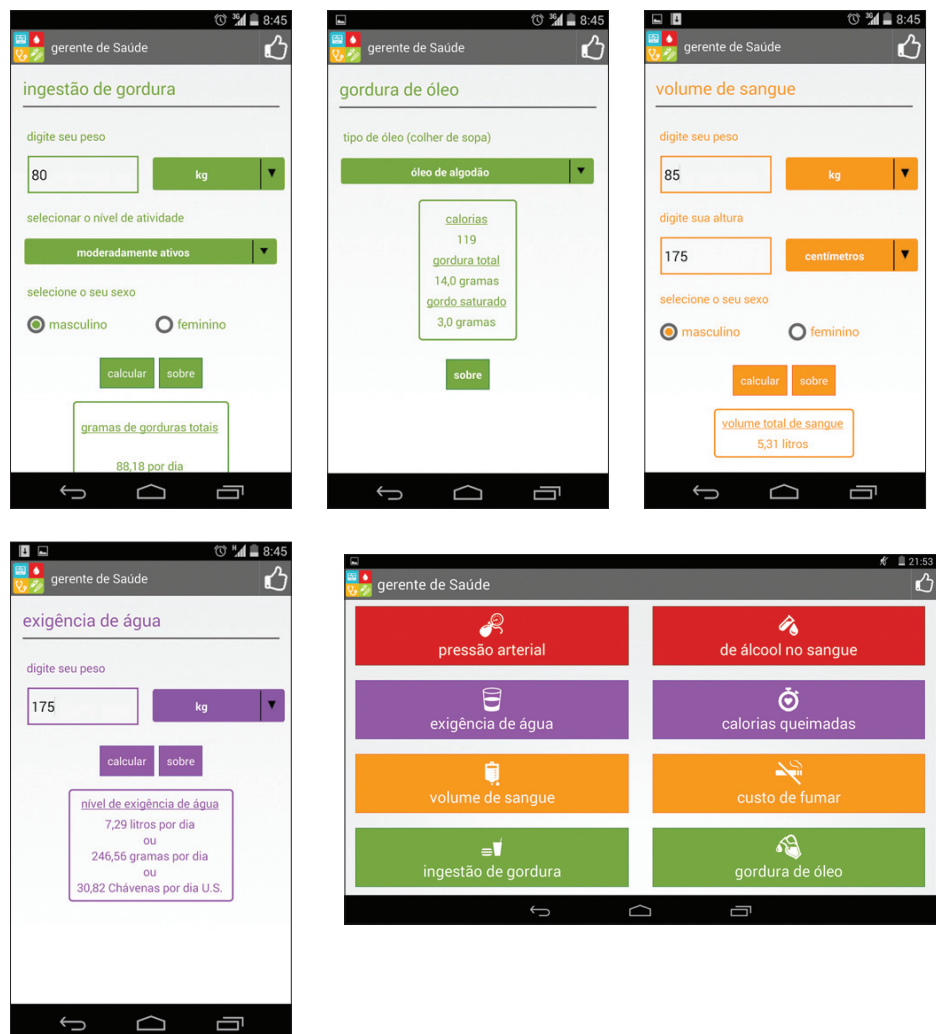 8:45
gerente de Saúde
ingestão de gordura
digite seu peso
80
kg
selecionar o nível de atividade
moderadamente ativos
selecione o seu sexo
masculino
feminino
calcular
sobre
gramas de gorduras totais
88,18 por dia
8:45
gerente de Saúde
gordura de óleo
tipo de óleo (colher de sopa)
óleo de algodão
calorias
119
gordura total
14,0 gramas
gordo saturado
3,0 gramas
sobre
8:45
gerente de Saúde
volume de sangue
digite seu peso
85
kg
digite sua altura
175
centímetros
selecione o seu sexo
masculino
feminino
calcular
sobre
volume total de sangue
5,31 litros
8:45
gerente de Saúde
exigência de água
digite seu peso
175
kg
calcular
sobre
nível de exigência de água
7,29 litros por dia
ou
246,56 gramas por dia
ou
30,82 Chávenas por dia U.S.
21:53
gerente de Saúde
pressão arterial
de álcool no sangue
exigência de água
calorias queimadas
volume de sangue
custo de fumar
ingestão de gordura
gordura de óleo